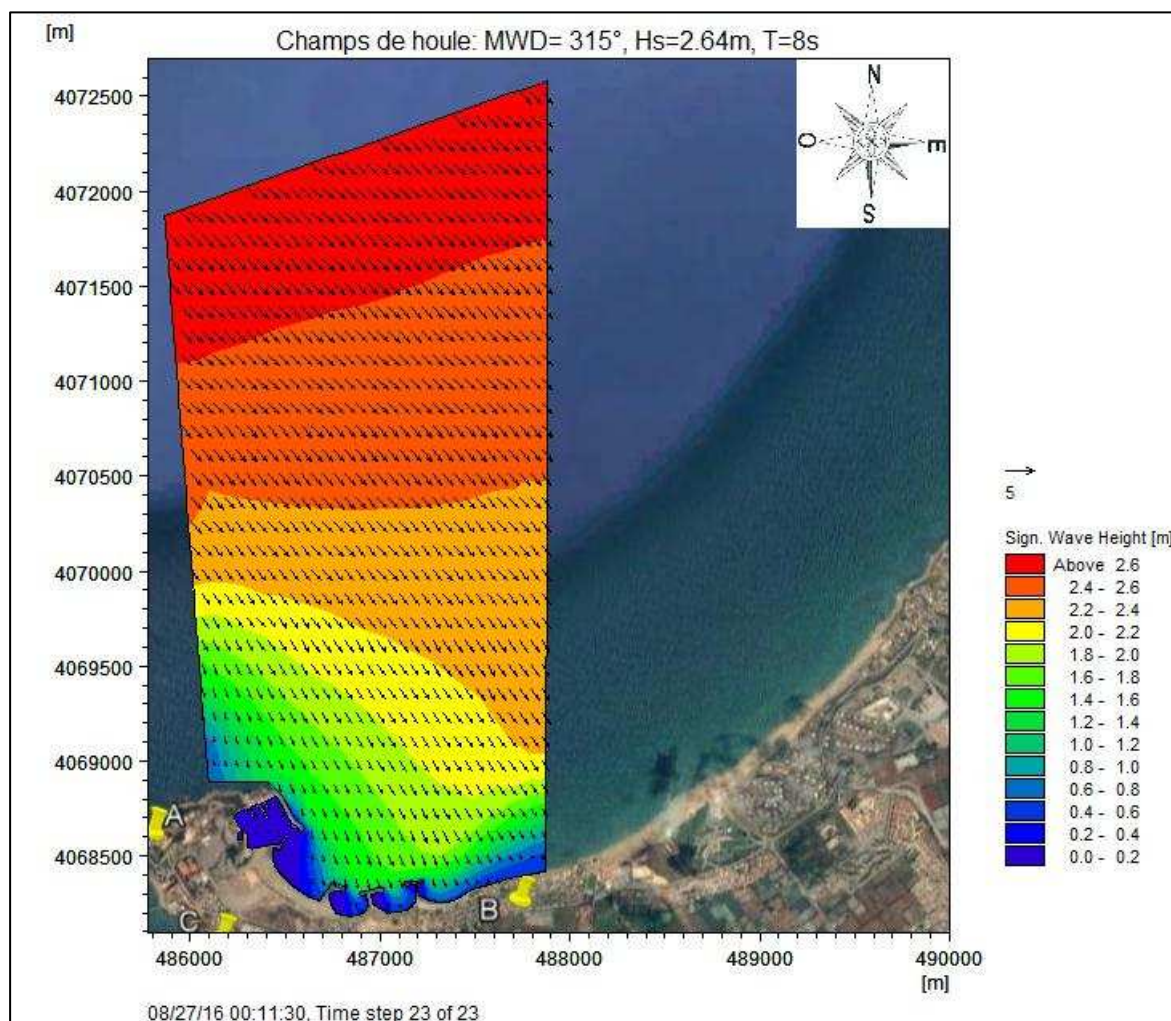 [m]
Champs de houle: MWD= 315°, Hs=2.64m, T=8s
N
O
E
S
4072500
4072000
4071500
4071000
4070500
4070000
4069500
4069000
4068500
A
B
C
5
Sign. Wave Height [m]
Above 2.6
2.4 - 2.6
2.2 - 2.4
2.0 - 2.2
1.8 - 2.0
1.6 - 1.8
1.4 - 1.6
1.2 - 1.4
1.0 - 1.2
0.8 - 1.0
0.6 - 0.8
0.4 - 0.6
0.2 - 0.4
0.0 - 0.2
486000 487000 488000 489000 490000
[m]
08/27/16 00:11:30, Time step 23 of 23